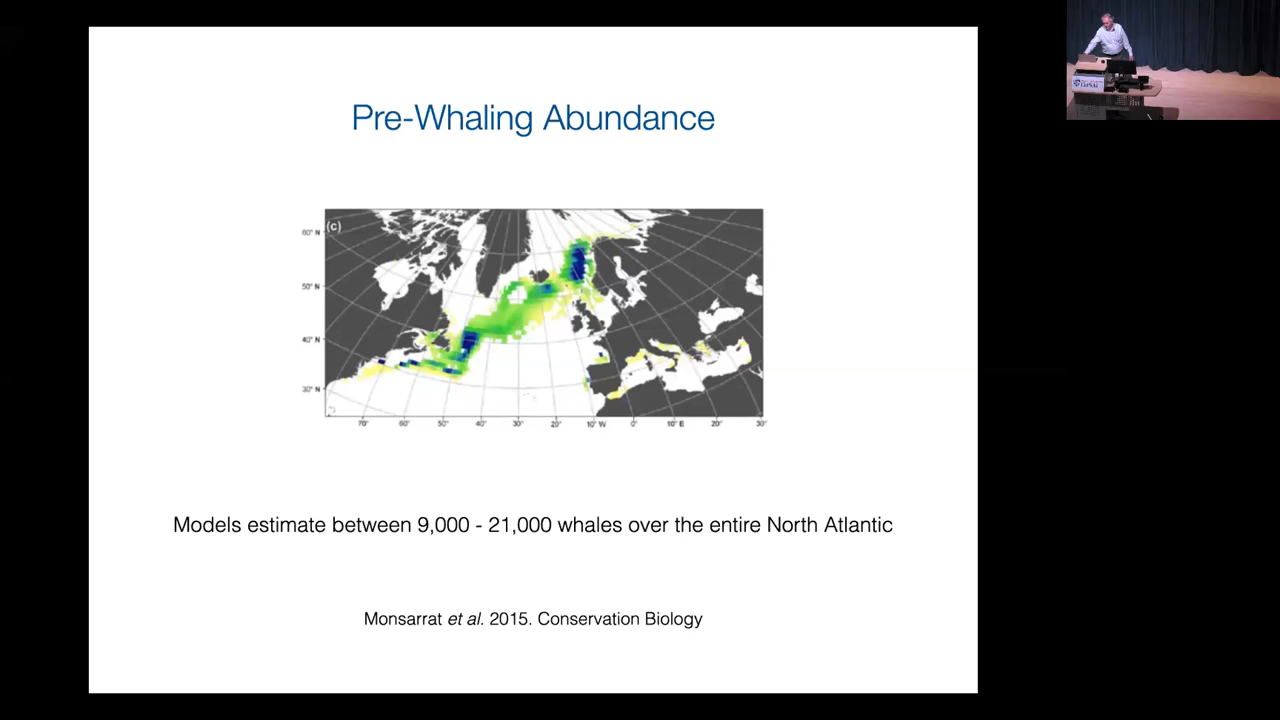 Pre-Whaling Abundance
(c)
60° N
50° N
40° N
30° N
70° 60° 50° 40° 30° 20° 10° W 0° 10° E 20° 30°
Models estimate between 9,000 - 21,000 whales over the entire North Atlantic
Monsarrat et al. 2015. Conservation Biology